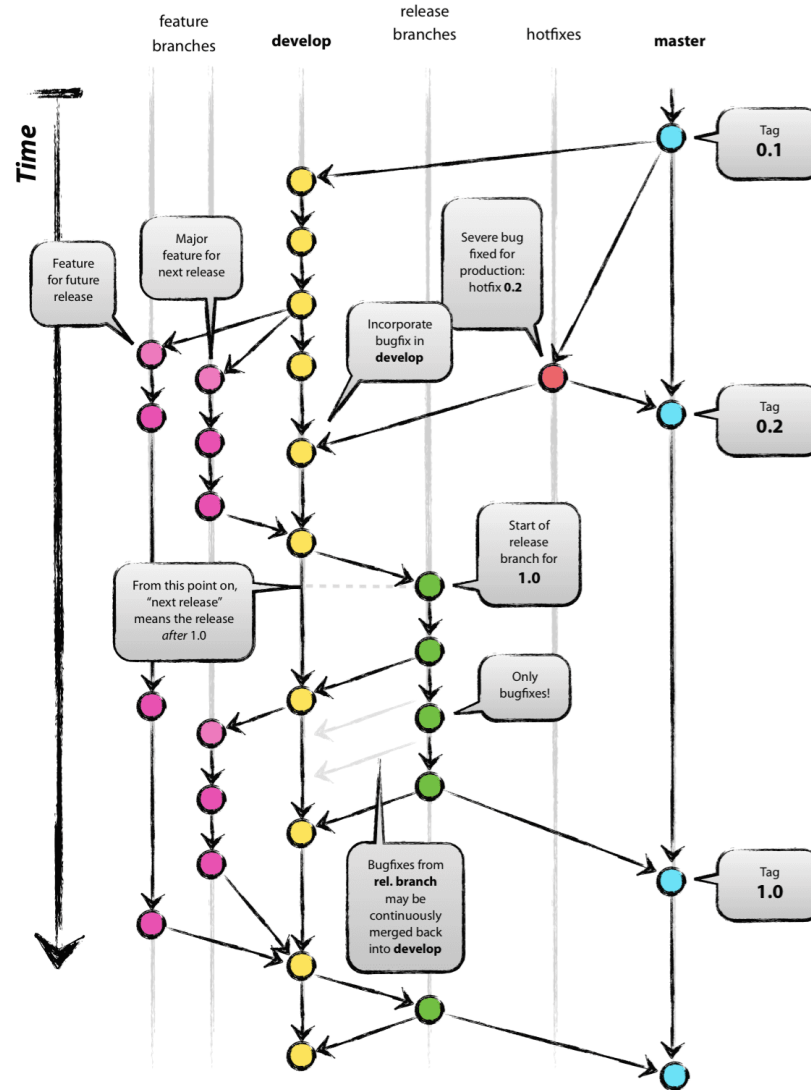 feature
branches
develop
release
branches
hotfixes
master
Time
Tag
0.1
Major
feature for
next release
Feature
for future
release
Severe bug
fixed for
production:
hotfix 0.2
Incorporate
bugfix in
develop
Tag
0.2
Start of
release
branch for
1.0
From this point on,
“next release”
means the release
after 1.0
Only
bugfixes!
Bugfixes from
rel. branch
may be
continuously
merged back
into develop
Tag
1.0